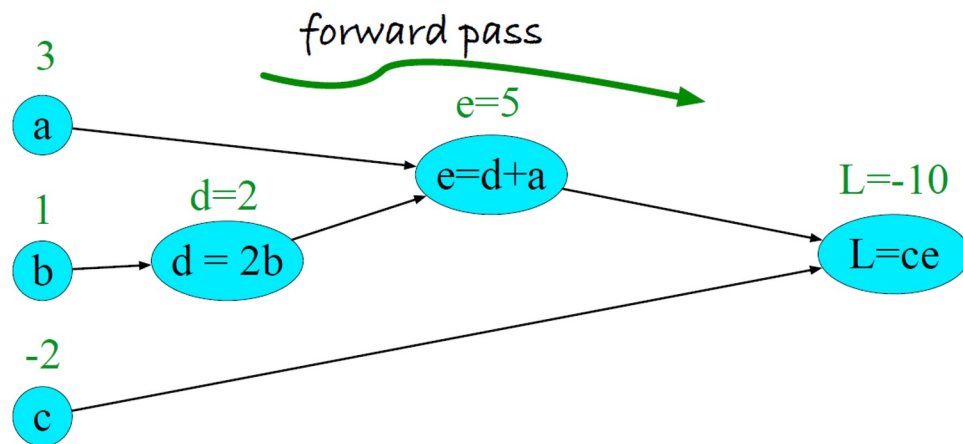 forward pass
3
a
e=5
e=d+a
1
b
d=2
d = 2b
L=-10
L=ce
-2
c